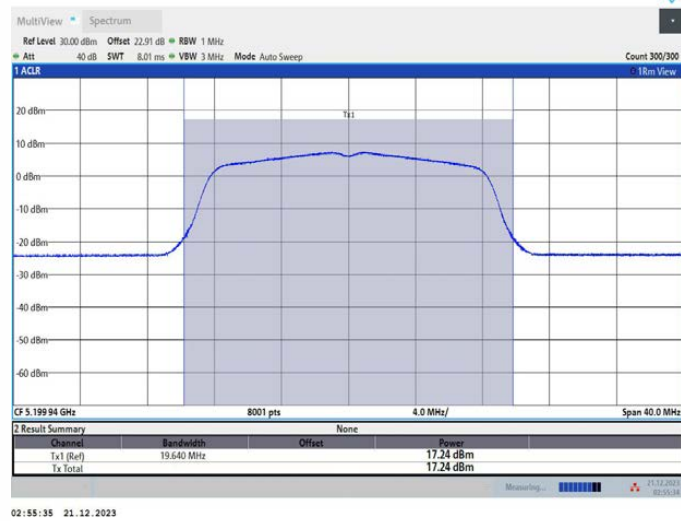 MultiView Spectrum
Ref Level 30.00 dBm Offset 22.91 dB RBW 1 MHz
Att 40 dB SWT 8.01 ms VBW 3 MHz Mode Auto Sweep Count 300/300
1 ACLR 1Rm View
Tx1
20 dBm
10 dBm
0 dBm
-10 dBm
-20 dBm
-30 dBm
-40 dBm
-50 dBm
-60 dBm
CF 5.199 94 GHz 8001 pts 4.0 MHz/ Span 40.0 MHz
2 Result Summary None
Channel Bandwidth Offset Power
Tx1 (Ref) 19.640 MHz 17.24 dBm
Tx Total 17.24 dBm
Measuring... 21.12.2023
02:55:34
02:55:35 21.12.2023